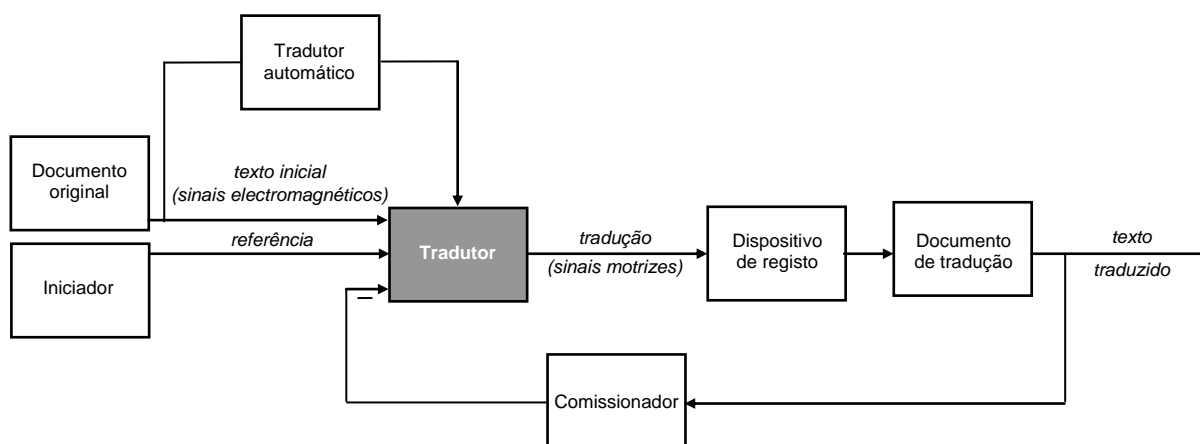 Tradutor
automático
Documento
original
texto inicial
(sinais electromagnéticos)
Iniciador
referência
Tradutor
–
tradução
(sinais motrizes)
Dispositivo
de registo
Documento
de tradução
texto
traduzido
Comissionador